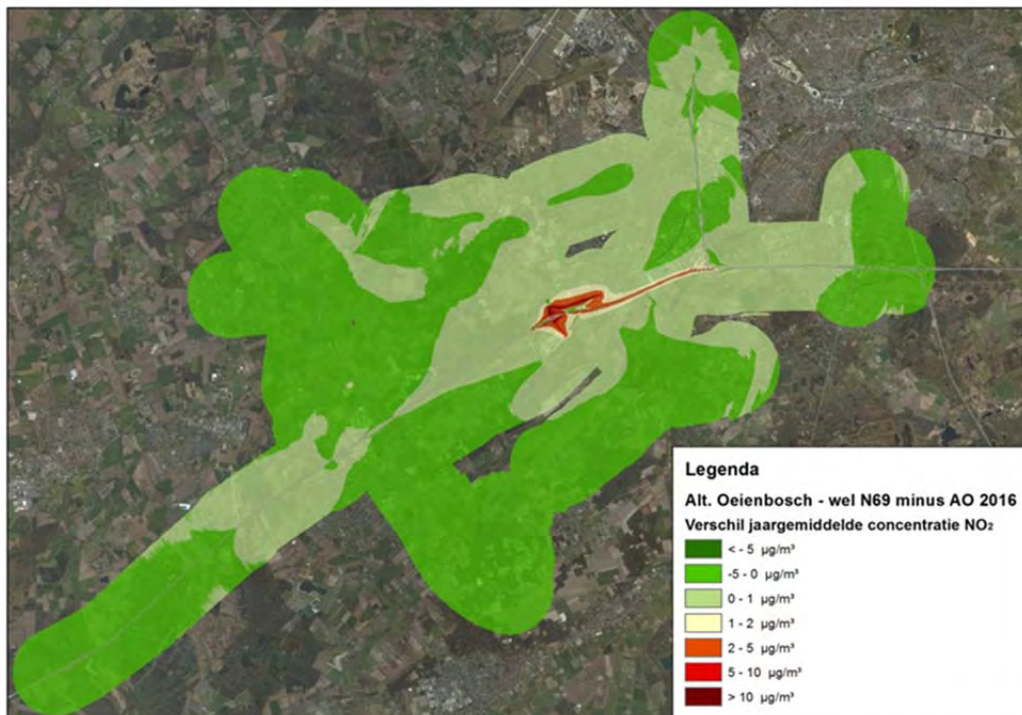 Legenda
Alt. Oeienbosch - wel N69 minus AO 2016
Verschil jaargemiddelde concentratie NO₂
< - 5 µg/m³
-5 - 0 µg/m³
0 - 1 µg/m³
1 - 2 µg/m³
2 - 5 µg/m³
5 - 10 µg/m³
> 10 µg/m³